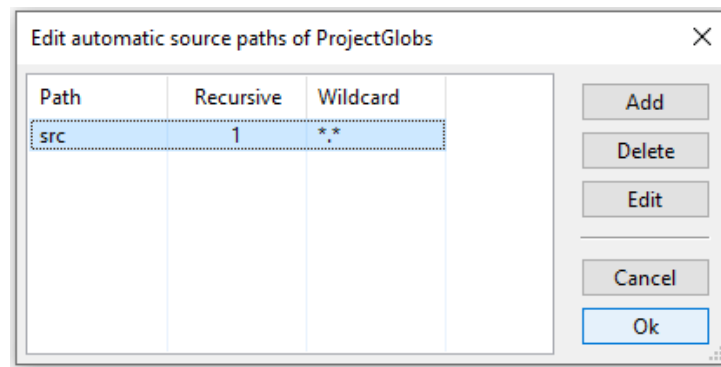 Edit automatic source paths of ProjectGlobs
Path Recursive Wildcard
src 1 *.*
Add
Delete
Edit
Cancel
Ok